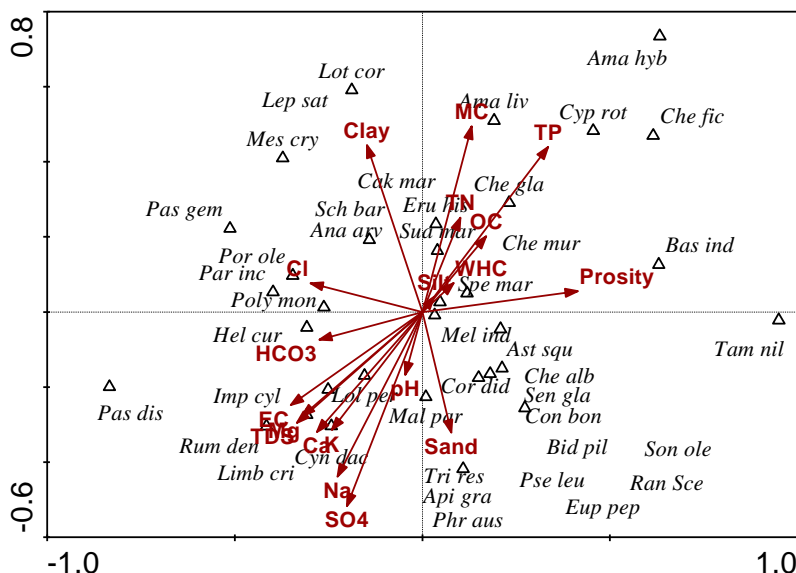 0.8
Ama hyb
Lot cor
Lep sat
Ama liv
MC
Cyp rot
Che fic
Clay
TP
Mes cry
Cak mar
Che gla
Pas gem
Sch bar
Eru his
TN
OC
Ana arv
Sua mar
Che mur
Bas ind
Por ole
Cl
WHC
Par inc
Silt
Spe mar
Prosity
Poly mon
Hel cur
Mel ind
Tam nil
HCO3
Ast squ
Pas dis
Imp cyl
Lol per
pH
Cor did
Che alb
Sen gla
EC
Mal par
Con bon
Mg
TDS
Ca
K
Sand
Rum den
Cyn dac
Bid pil
Son ole
Limb cri
Na
Tri res
Pse leu
Ran Sce
Api gra
SO4
Phr aus
Eup pep
-0.6
-1.0
1.0